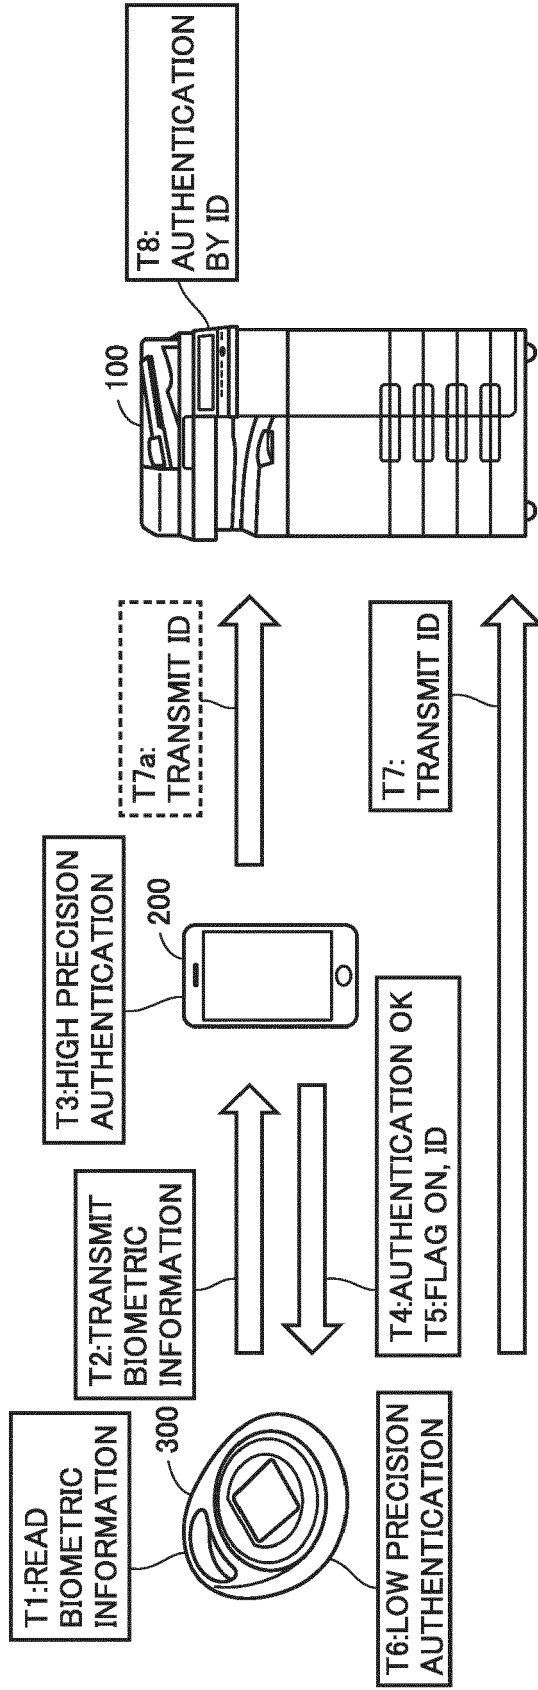 T1:READ
BIOMETRIC
INFORMATION
300
T6:LOW PRECISION
AUTHENTICATION
T2:TRANSMIT
BIOMETRIC
INFORMATION
T4:AUTHENTICATION OK
T5:FLAG ON, ID
T3:HIGH PRECISION
AUTHENTICATION
200
T7a:
TRANSMIT ID
T7:
TRANSMIT ID
100
T8:
AUTHENTICATION
BY ID